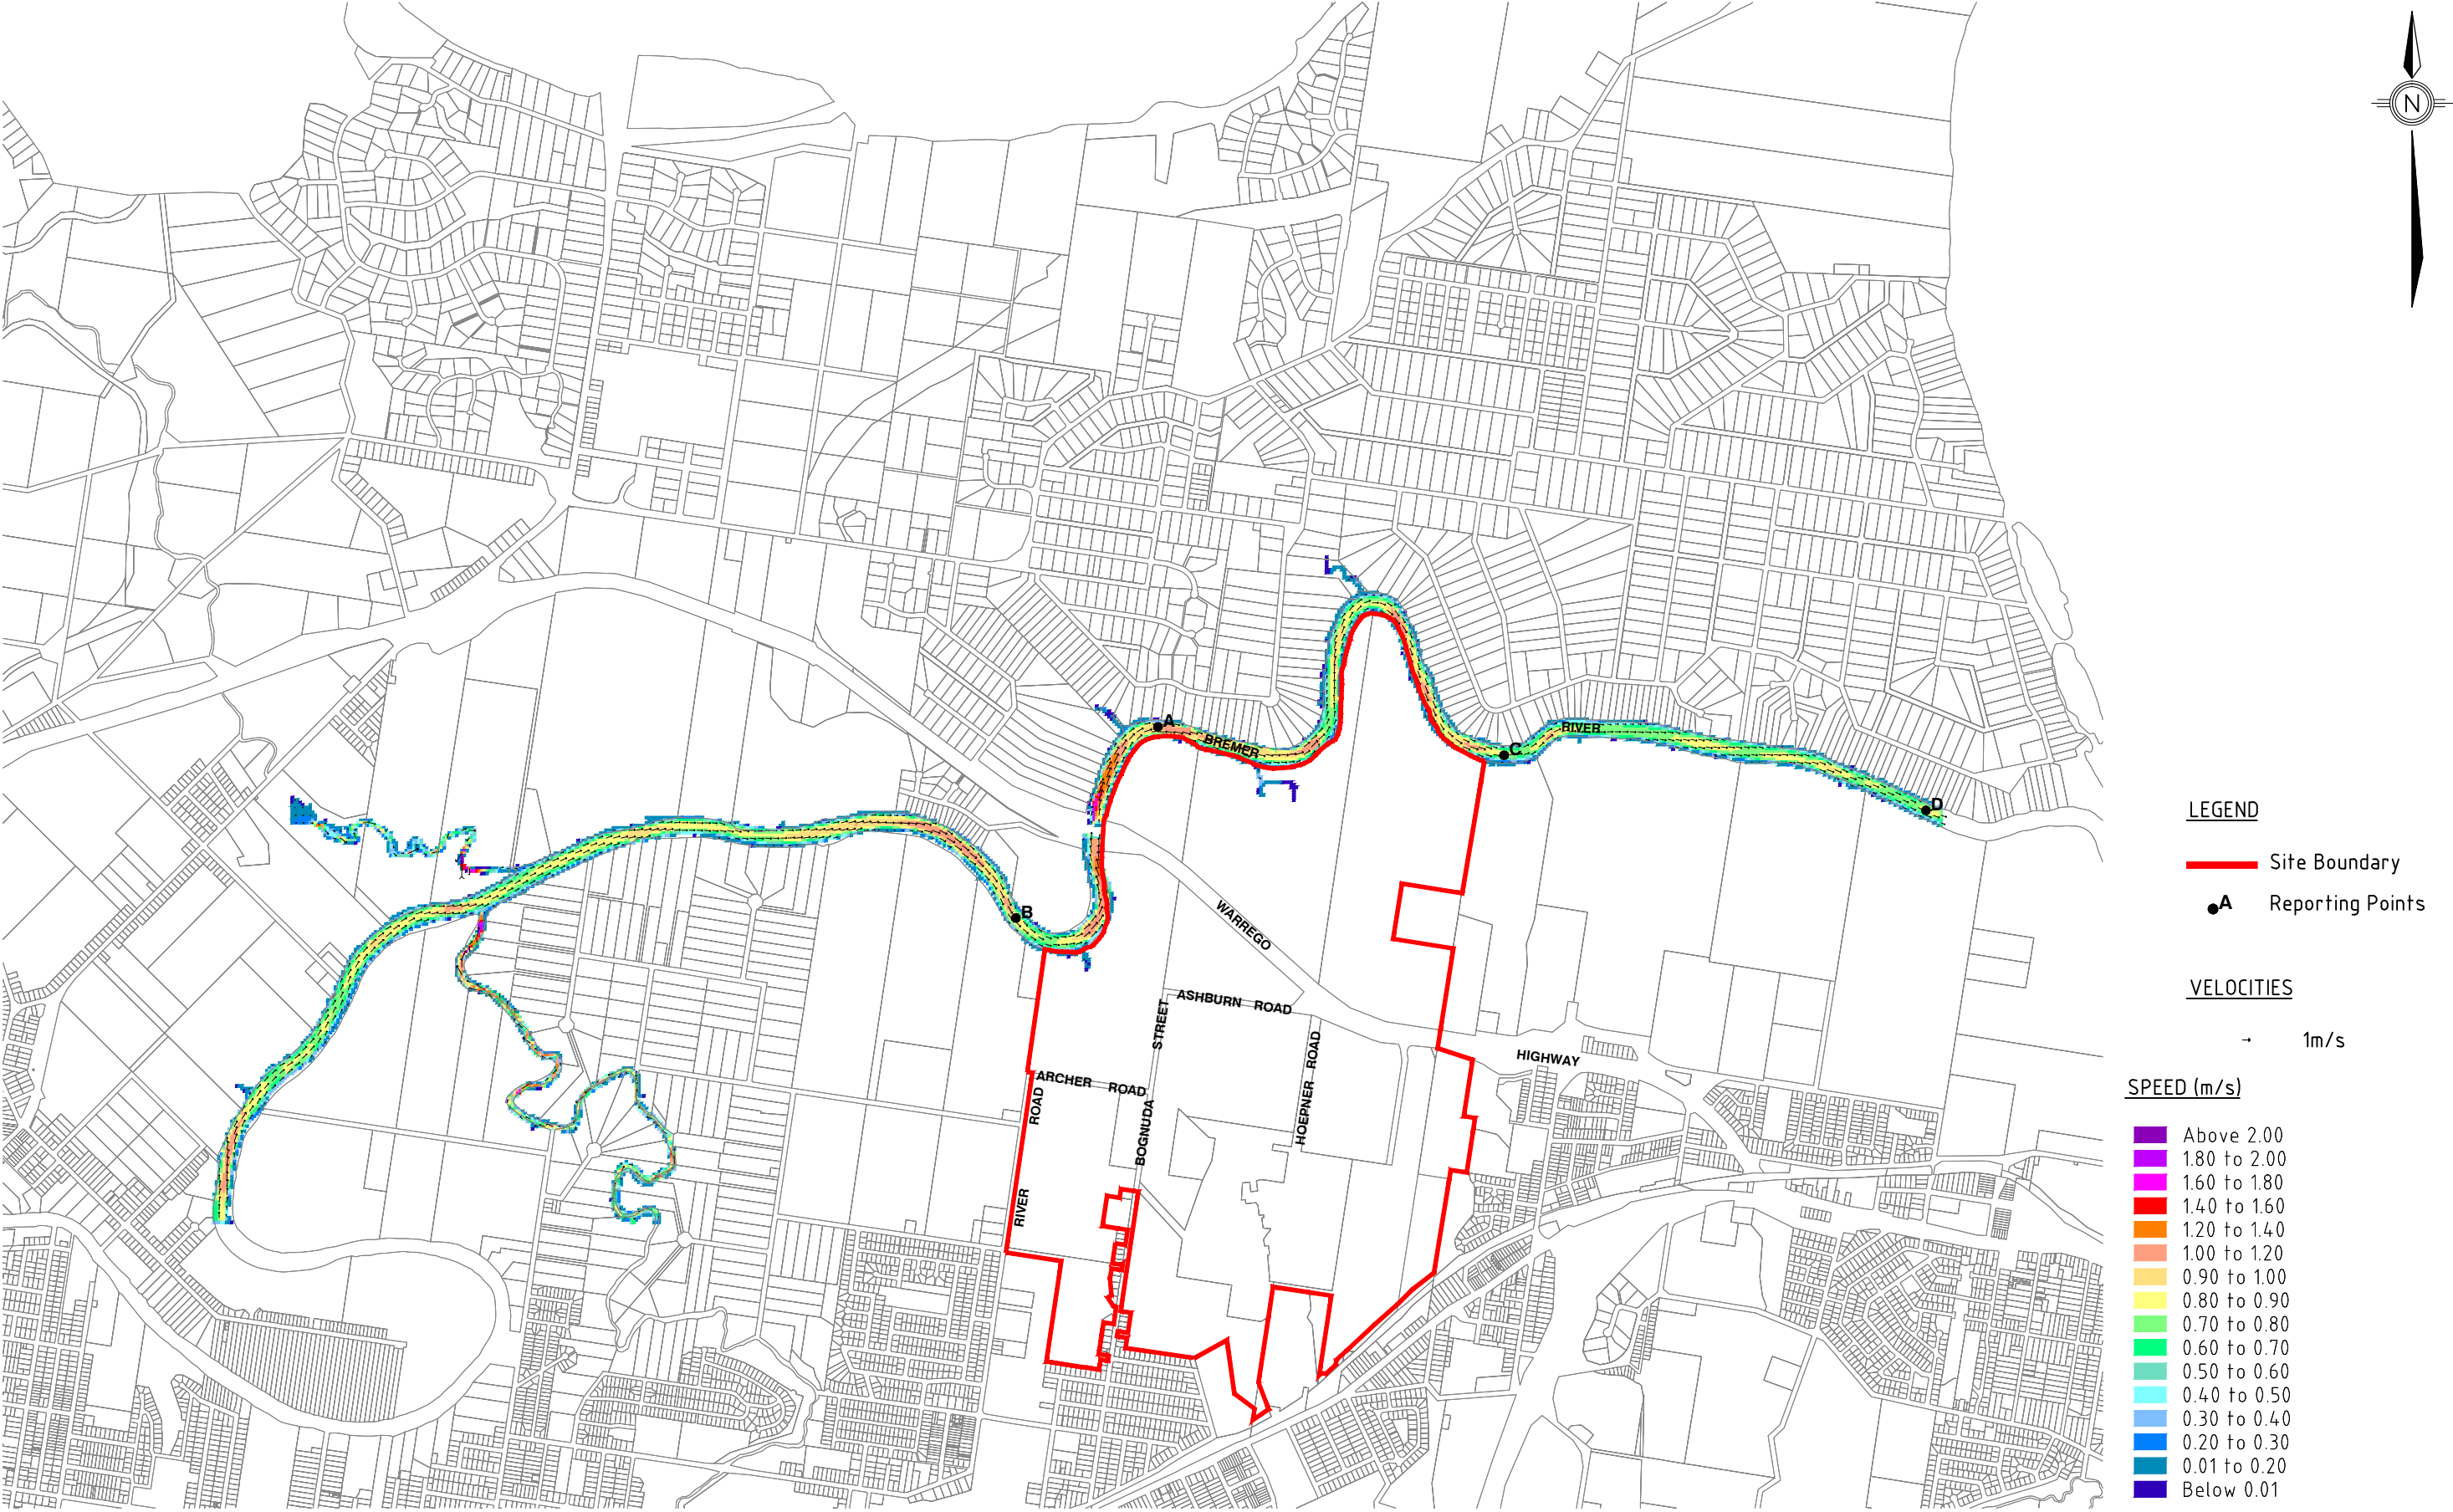 N
A
BREMER
RIVER
C
D
B
WARREGO
ASHBURN ROAD
STREET
HIGHWAY
ARCHER ROAD
ROAD
HOEPNER ROAD
BOGNUDA
RIVER
LEGEND
Site Boundary
A Reporting Points
VELOCITIES
1m/s
SPEED (m/s)
Above 2.00
1.80 to 2.00
1.60 to 1.80
1.40 to 1.60
1.20 to 1.40
1.00 to 1.20
0.90 to 1.00
0.80 to 0.90
0.70 to 0.80
0.60 to 0.70
0.50 to 0.60
0.40 to 0.50
0.30 to 0.40
0.20 to 0.30
0.01 to 0.20
Below 0.01